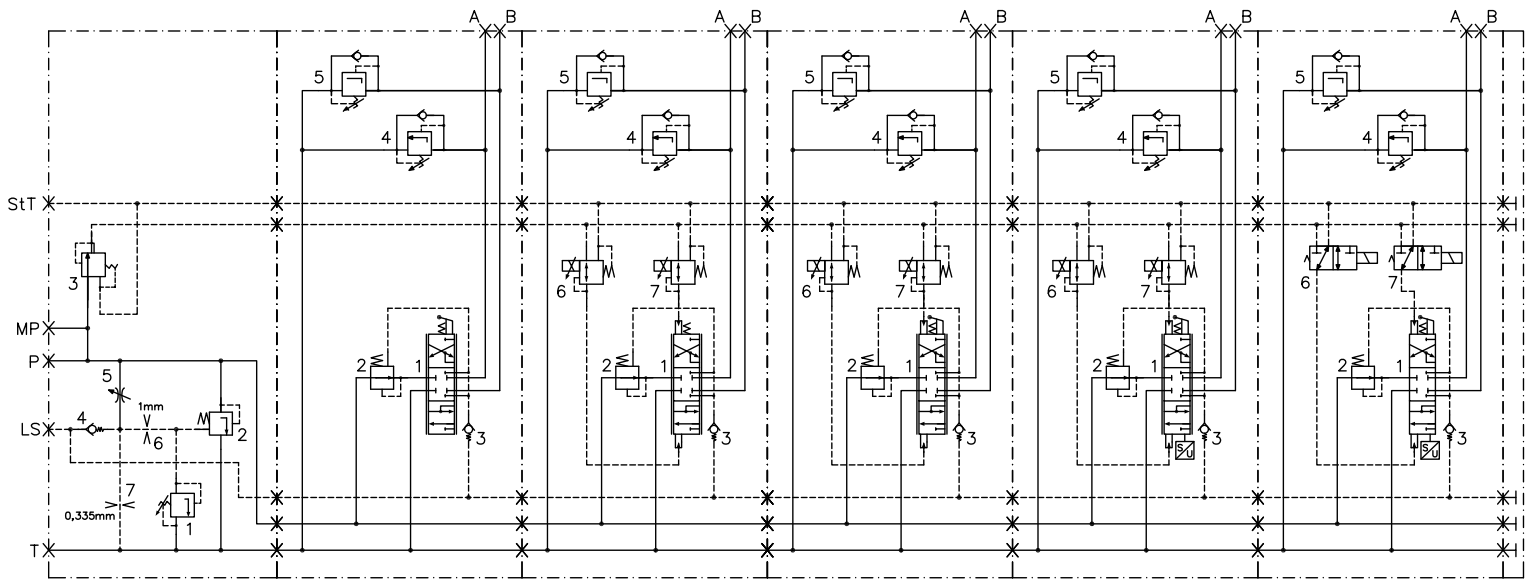 A B A B A B A B A B
5 5 5 5 5
4 4 4 4 4
StT
3 6 7 6 7 6 7 6 7
MP
P
2 1 2 1 2 1 2 1 2 1
5
1mm
4
LS
6 2 3 3 3 3 3
S U S U
7
0,335mm
1
T